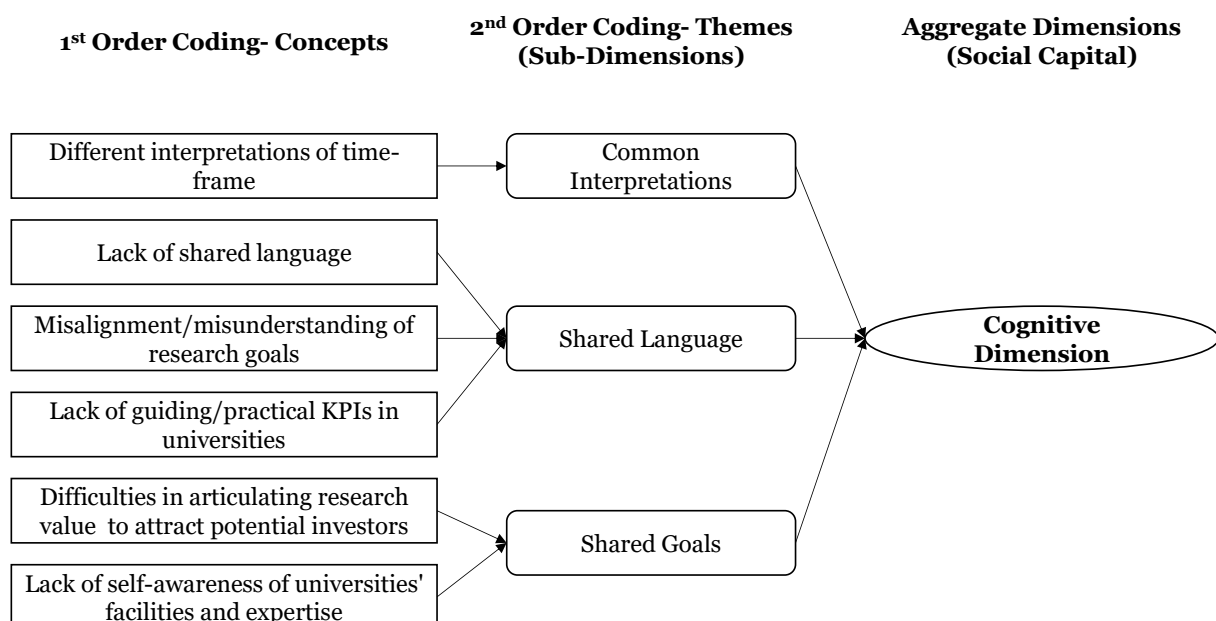 1st Order Coding- Concepts
2nd Order Coding- Themes
(Sub-Dimensions)
Aggregate Dimensions
(Social Capital)
Different interpretations of time-
frame
Lack of shared language
Misalignment/misunderstanding of
research goals
Lack of guiding/practical KPIs in
universities
Difficulties in articulating research
value to attract potential investors
Lack of self-awareness of universities'
facilities and expertise
Common
Interpretations
Shared Language
Shared Goals
Cognitive
Dimension